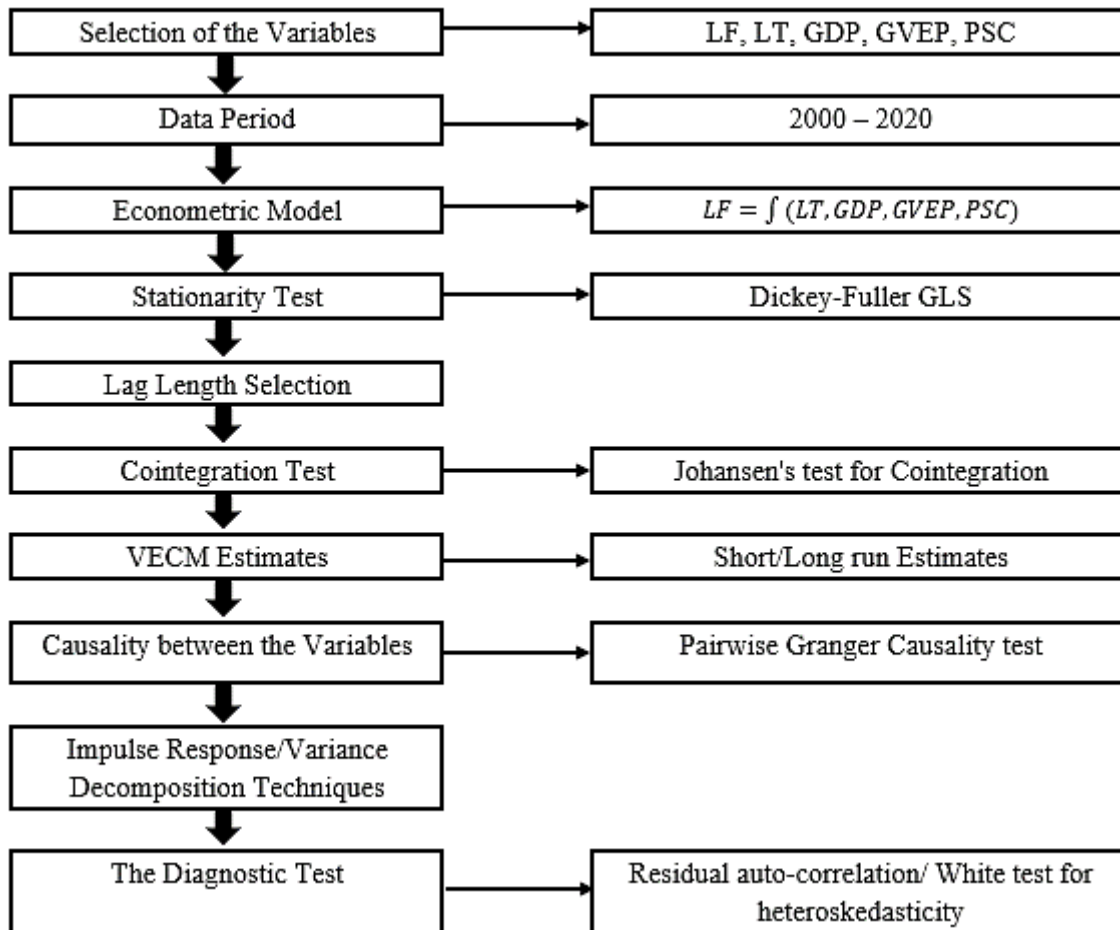 Selection of the Variables
LF, LT, GDP, GVEP, PSC
Data Period
2000 – 2020
Econometric Model
LF = ∫ (LT, GDP, GVEP, PSC)
Stationarity Test
Dickey-Fuller GLS
Lag Length Selection
Cointegration Test
Johansen's test for Cointegration
VECM Estimates
Short/Long run Estimates
Causality between the Variables
Pairwise Granger Causality test
Impulse Response/Variance
Decomposition Techniques
The Diagnostic Test
Residual auto-correlation/ White test for
heteroskedasticity